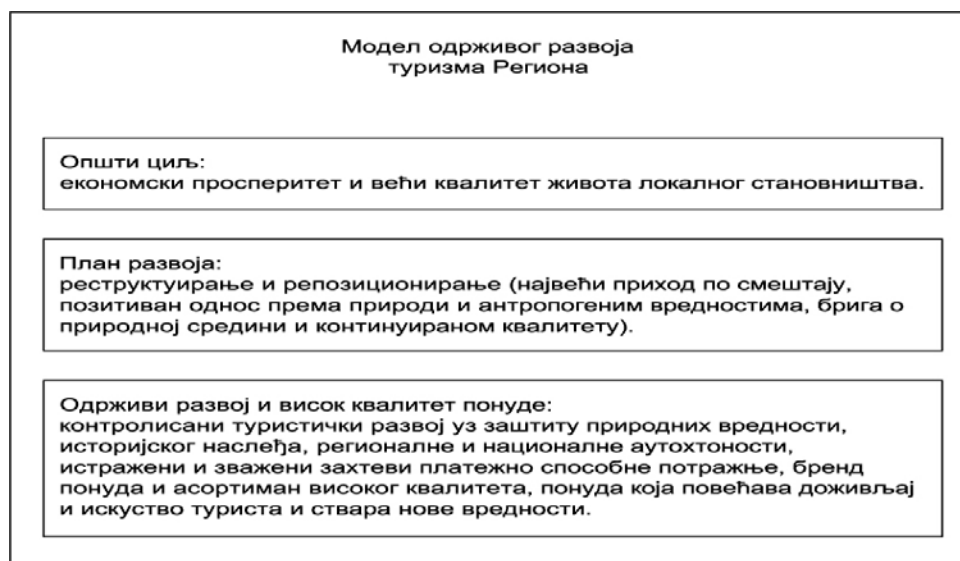 Модел одрживог развоја
туризма Региона
Општи циљ:
економски просперитет и већи квалитет живота локалног становништва.
План развоја:
реструктуирање и репозиционирање (највећи приход по смештају,
позитиван однос према природи и антропогеним вредностима, брига о
природној средини и континуираном квалитету).
Одрживи развој и висок квалитет понуде:
контролисани туристички развој уз заштиту природних вредности,
историјског наслеђа, регионалне и националне аутохтоности,
истражени и зважени захтеви платежно способне потражње, бренд
понуда и асортиман високог квалитета, понуда која повећава доживљај
и искуство туриста и ствара нове вредности.